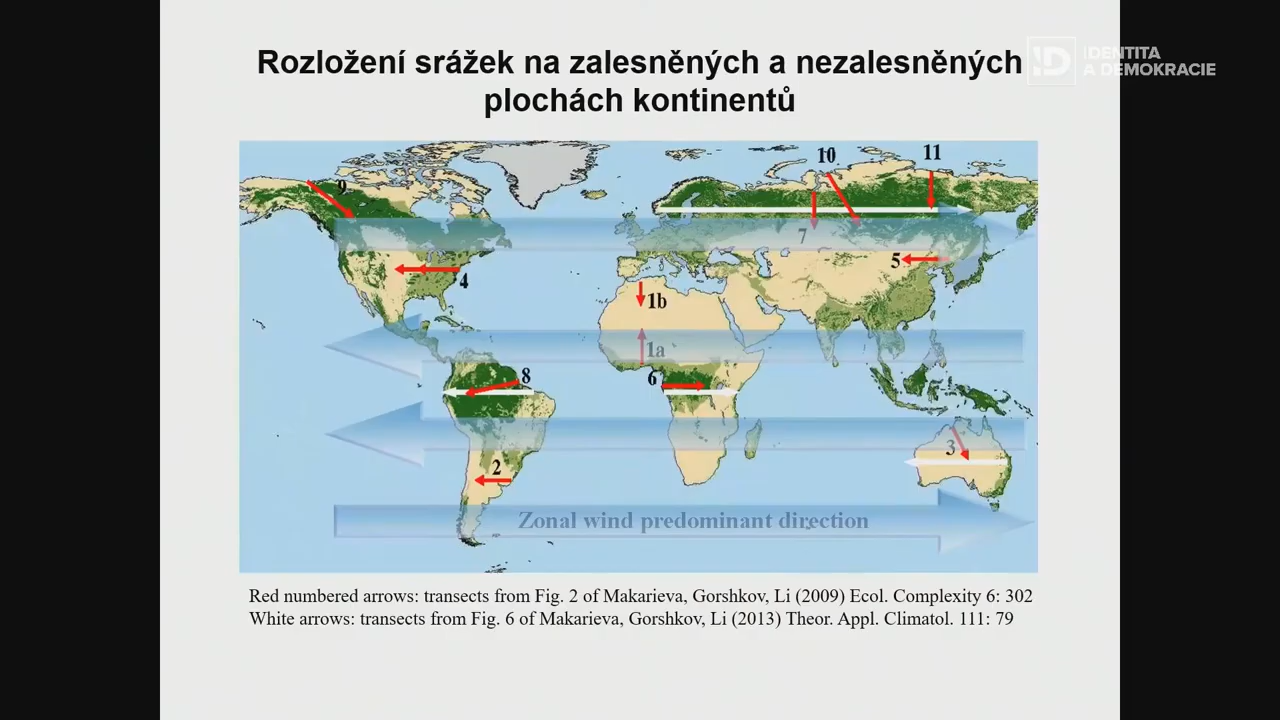 Rozložení srážek na zalesněných a nezalesněných
plochách kontinentů
ID IDENTITA
A DEMOKRACIE
10
11
9
7
5
4
1b
1a
8
6
3
2
Zonal wind predominant direction
Red numbered arrows: transects from Fig. 2 of Makarieva, Gorshkov, Li (2009) Ecol. Complexity 6: 302
White arrows: transects from Fig. 6 of Makarieva, Gorshkov, Li (2013) Theor. Appl. Climatol. 111: 79